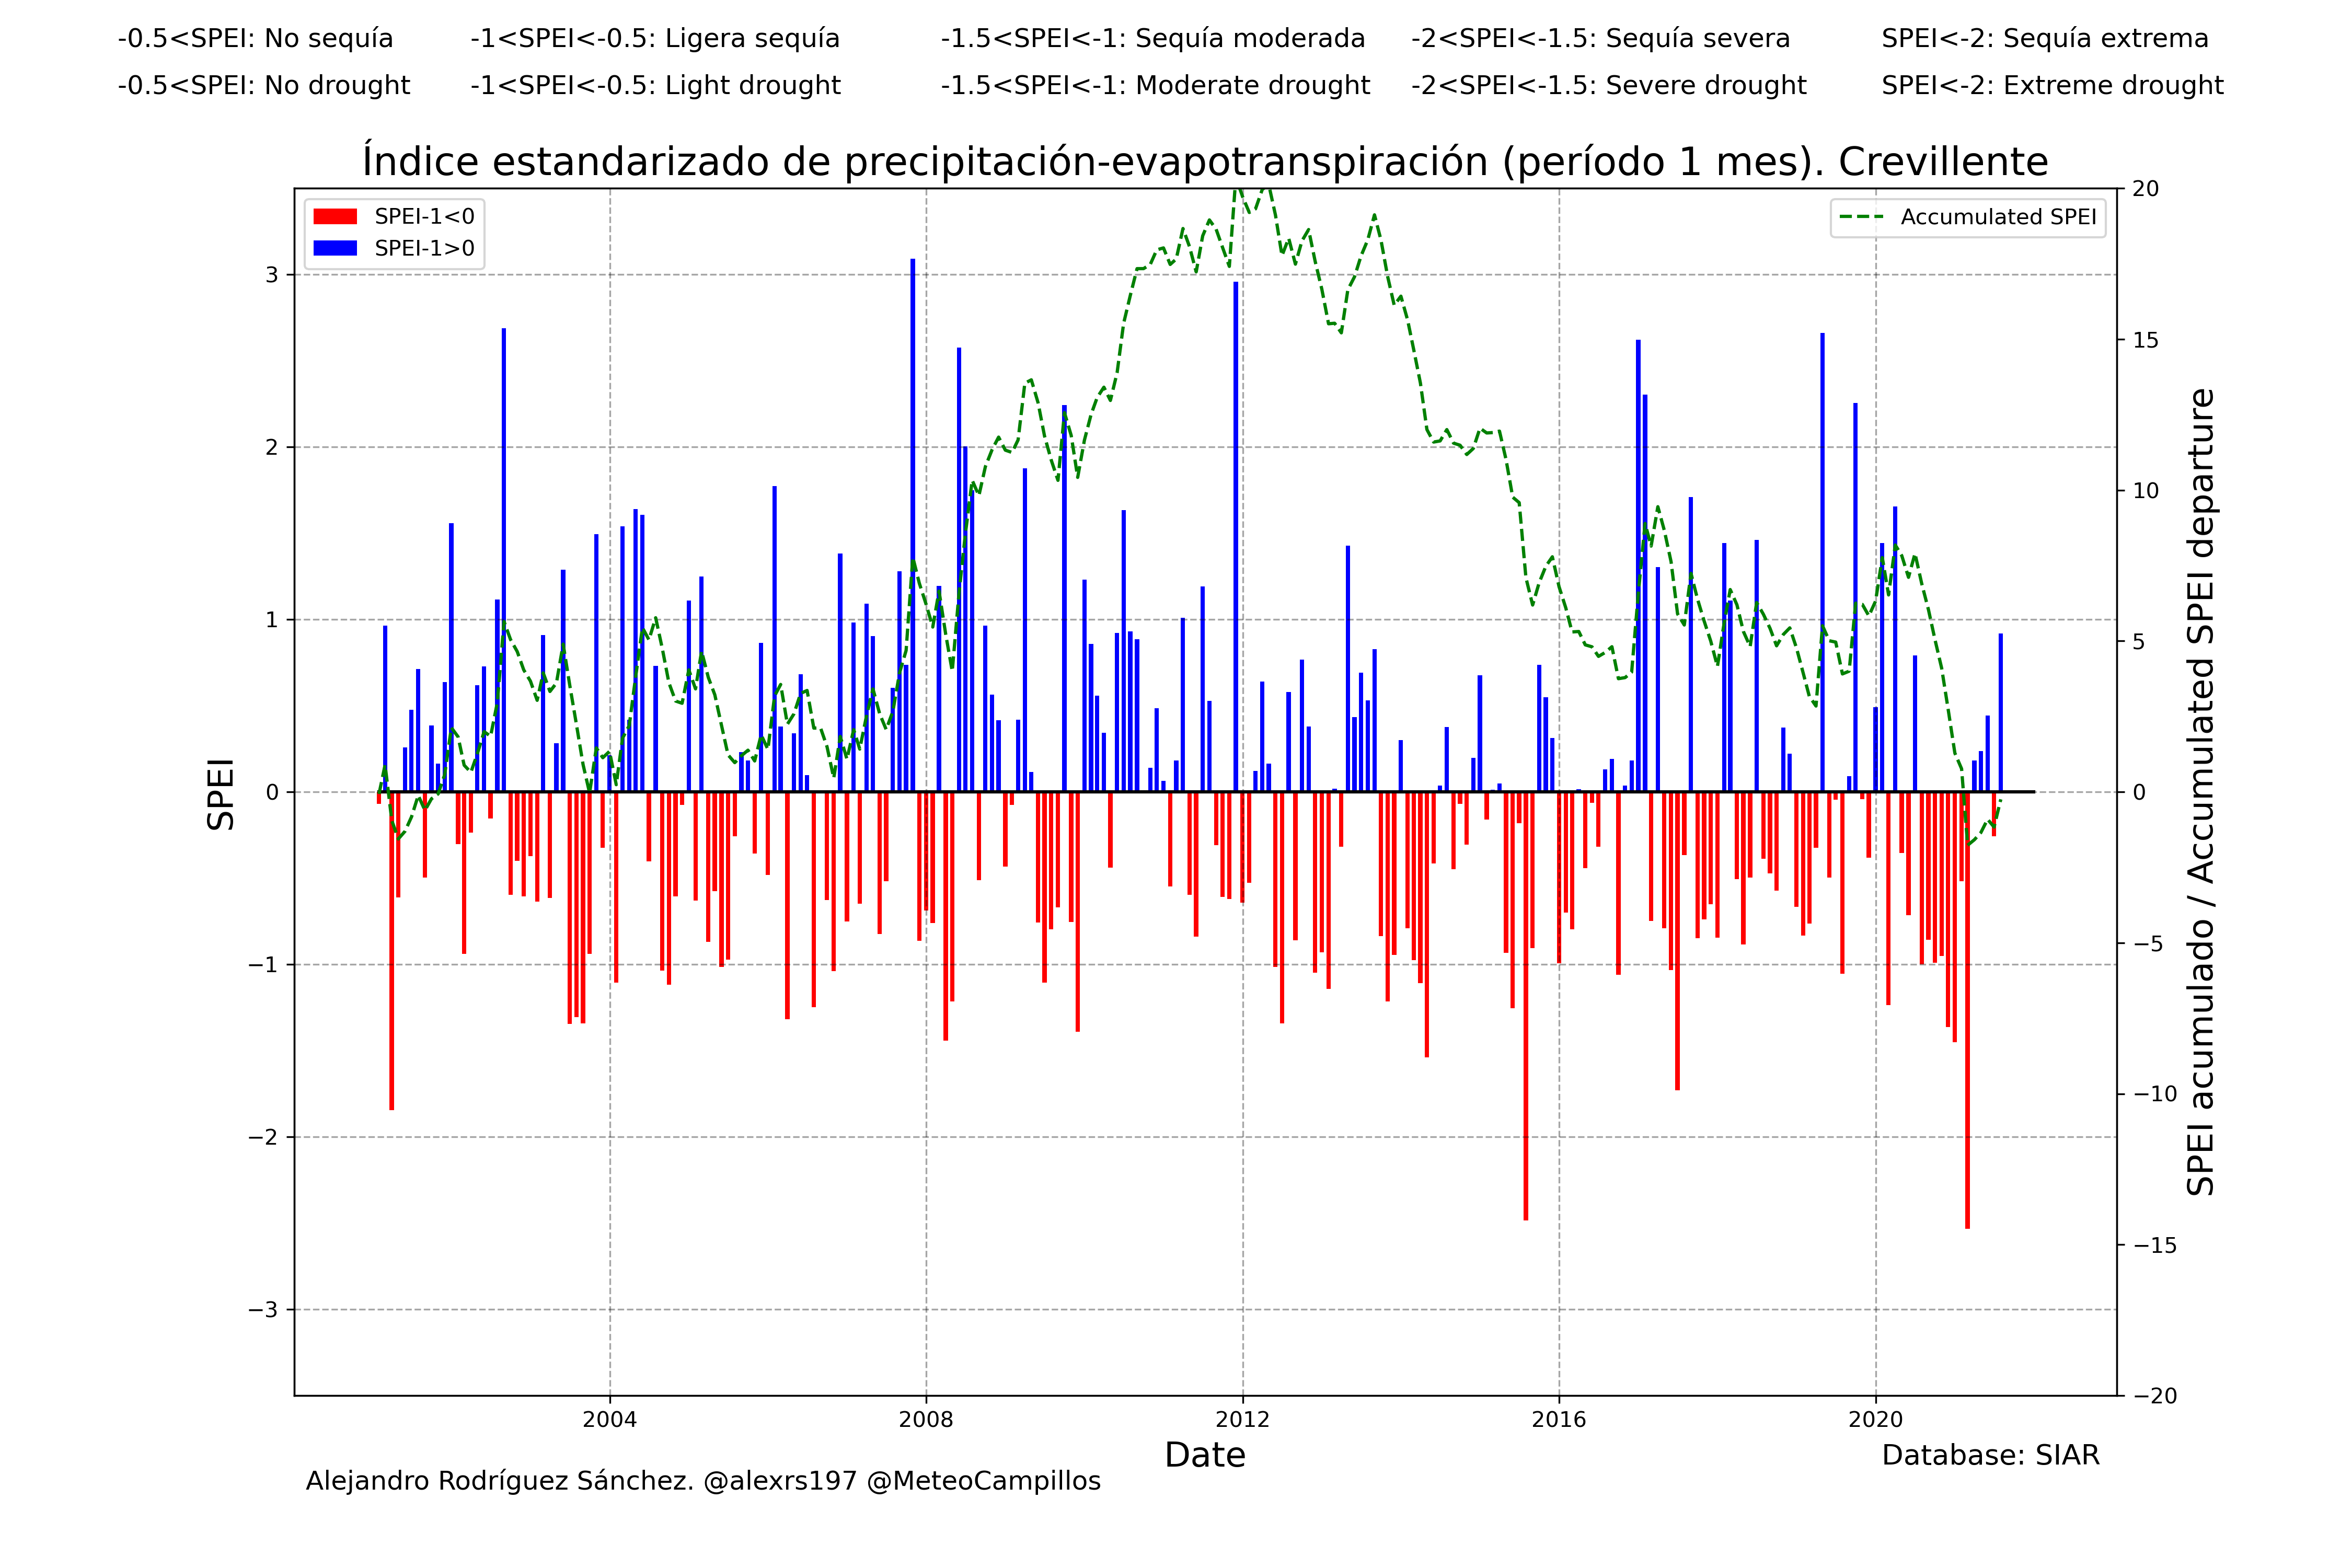 -0.5<SPEI: No sequía
-1<SPEI<-0.5: Ligera sequía
-1.5<SPEI<-1: Sequía moderada
-2<SPEI<-1.5: Sequía severa
SPEI<-2: Sequía extrema
-0.5<SPEI: No drought
-1<SPEI<-0.5: Light drought
-1.5<SPEI<-1: Moderate drought
-2<SPEI<-1.5: Severe drought
SPEI<-2: Extreme drought
Índice estandarizado de precipitación-evapotranspiración (período 1 mes). Crevillente
SPEI-1<0
SPEI-1>0
Accumulated SPEI
SPEI
3
2
1
0
−1
−2
−3
20
15
10
5
0
−5
−10
−15
−20
SPEI acumulado / Accumulated SPEI departure
2004
2008
2012
2016
2020
Date
Database: SIAR
Alejandro Rodríguez Sánchez. @alexrs197 @MeteoCampillos